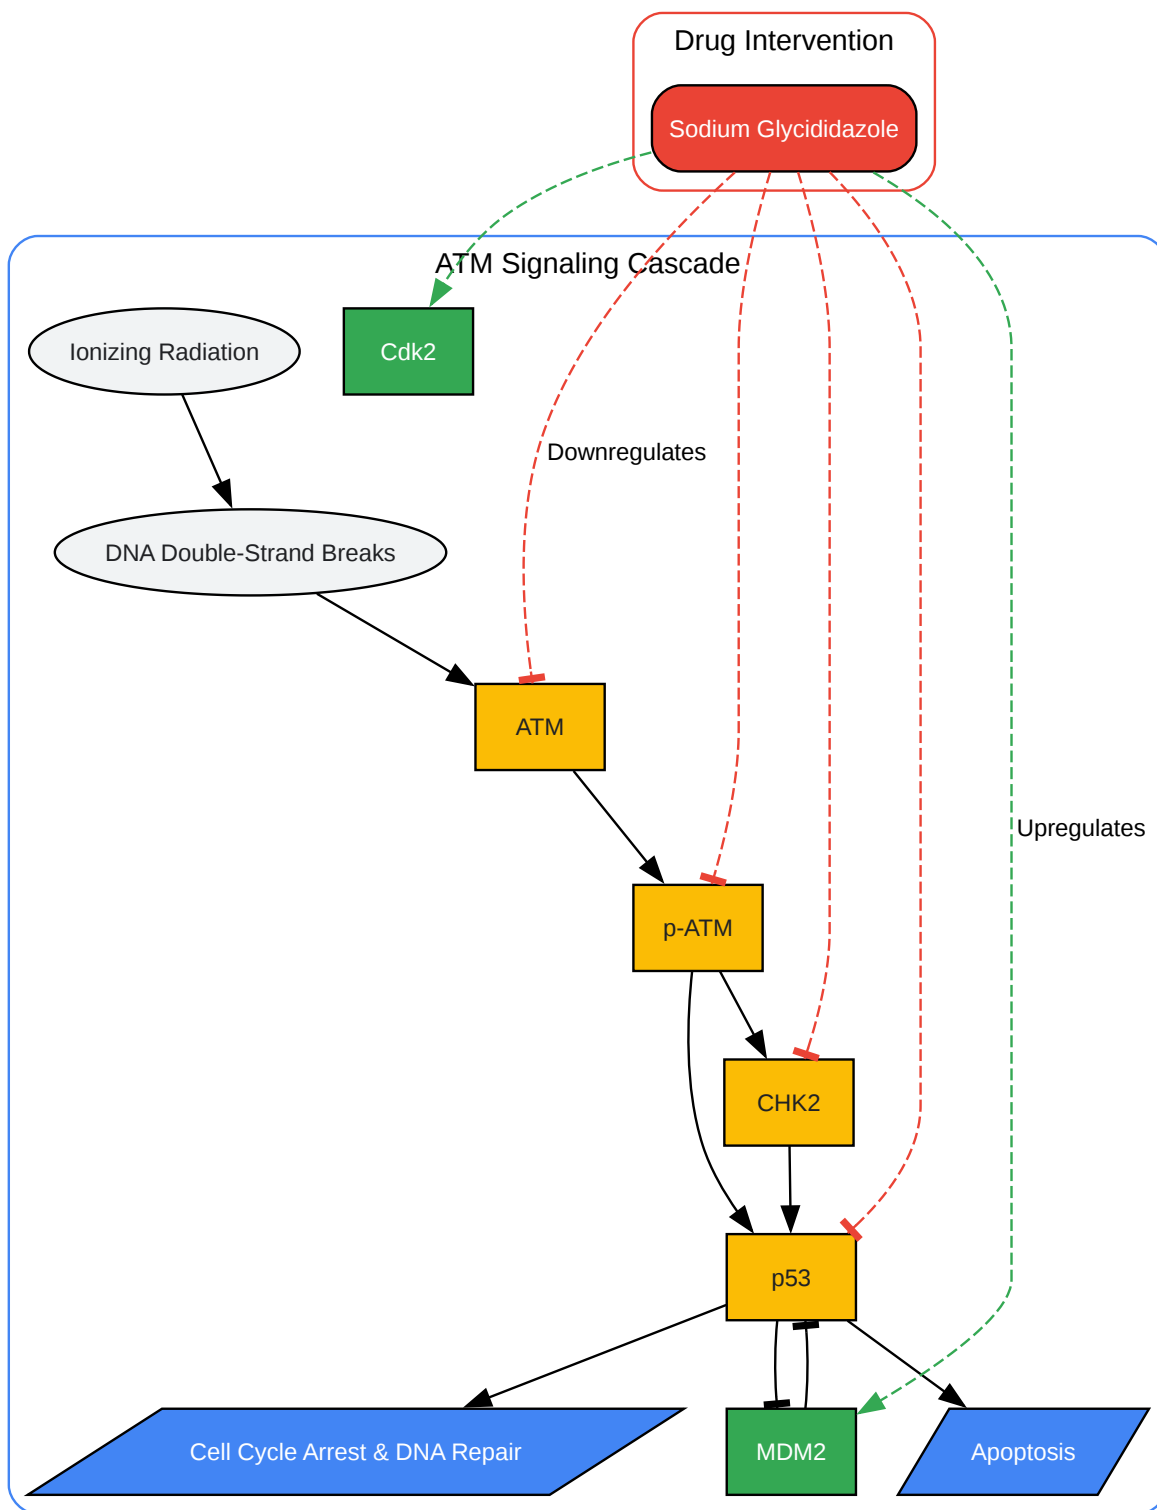 Drug Intervention
Sodium Glycididazole
ATM Signaling Cascade
Ionizing Radiation
Cdk2
Downregulates
DNA Double-Strand Breaks
ATM
Upregulates
p-ATM
CHK2
p53
Cell Cycle Arrest & DNA Repair
MDM2
Apoptosis